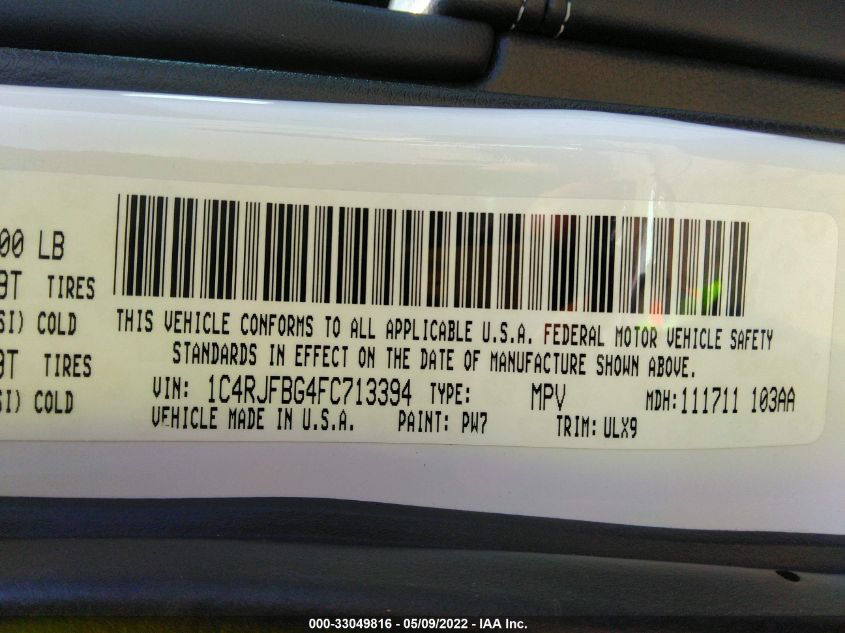 00 LB
TIRES
SI) COLD
THIS VEHICLE CONFORMS TO ALL APPLICABLE U.S.A. FEDERAL MOTOR VEHICLE SAFETY
STANDARDS IN EFFECT ON THE DATE OF MANUFACTURE SHOWN ABOVE.
9T TIRES
SI) COLD
VIN: 1C4RJFBG4FC713394 TYPE: MPV MDH:111711 103AA
VEHICLE MADE IN U.S.A. PAINT: PW7 TRIM: ULX9
000-33049816 - 05/09/2022 - IAA Inc.